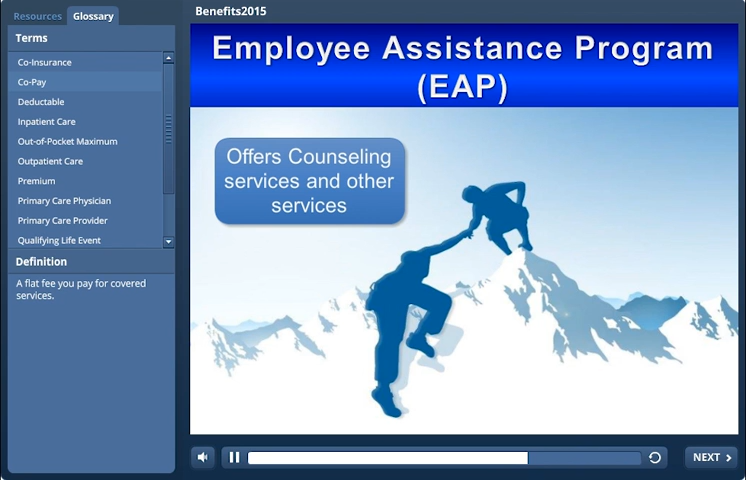 Resources
Glossary
Terms
Co-Insurance
Co-Pay
Deductable
Inpatient Care
Out-of-Pocket Maximum
Outpatient Care
Premium
Primary Care Physician
Primary Care Provider
Qualifying Life Event
Definition
A flat fee you pay for covered
services.
Benefits2015
Employee Assistance Program
(EAP)
Offers Counseling
services and other
services
NEXT